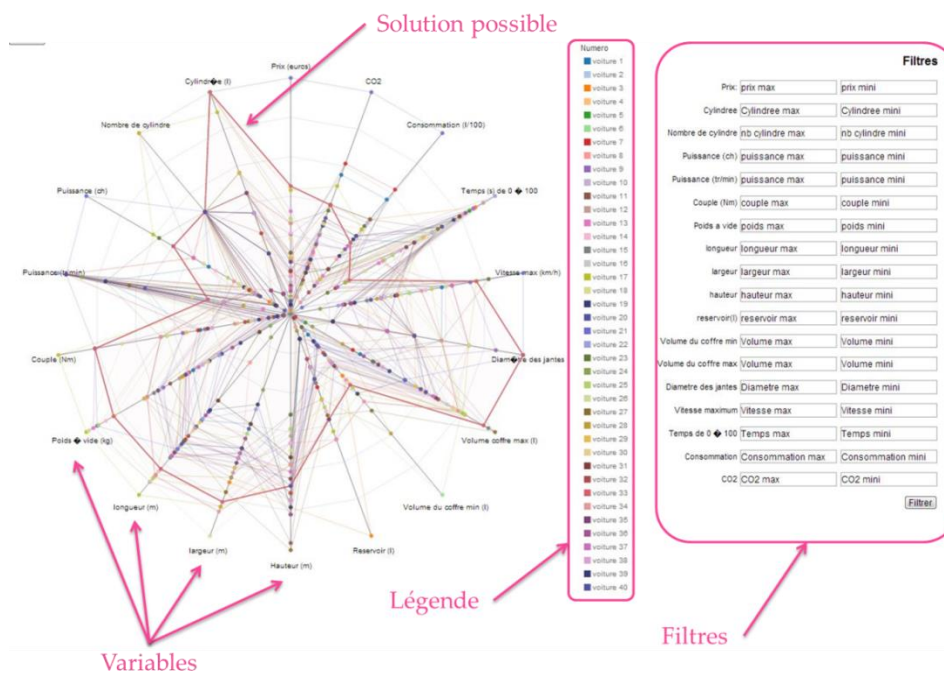 Solution possible
Prix (euros)
CO2
Consommation (l/100)
Temps (s) de 0 � 100
Vitesse max (km/h)
Diam�tre des jantes
Volume coffre max (l)
Volume du coffre min (l)
Reservoir (l)
Hauteur (m)
largeur (m)
longueur (m)
Poids � vide (kg)
Couple (Nm)
Puissance (tr/min)
Puissance (ch)
Nombre de cylindre
Cylindr�e (l)
Variables
Numero
voiture 1
voiture 2
voiture 3
voiture 4
voiture 5
voiture 6
voiture 7
voiture 8
voiture 9
voiture 10
voiture 11
voiture 12
voiture 13
voiture 14
voiture 15
voiture 16
voiture 17
voiture 18
voiture 19
voiture 20
voiture 21
voiture 22
voiture 23
voiture 24
voiture 25
voiture 26
voiture 27
voiture 28
voiture 29
voiture 30
voiture 31
voiture 32
voiture 33
voiture 34
voiture 35
voiture 36
voiture 37
voiture 38
voiture 39
voiture 40
Légende
Filtres
Prix: prix max prix mini
Cylindree Cylindree max Cylindree mini
Nombre de cylindre nb cylindre max nb cylindre mini
Puissance (ch) puissance max puissance mini
Puissance (tr/min) puissance max puissance mini
Couple (Nm) couple max couple mini
Poids a vide poids max poids mini
longueur longueur max longueur mini
largeur largeur max largeur mini
hauteur hauteur max hauteur mini
reservoir(l) reservoir max reservoir mini
Volume du coffre min Volume max Volume mini
Volume du coffre max Volume max Volume mini
Diametre des jantes Diametre max Diametre mini
Vitesse maximum Vitesse max Vitesse mini
Temps de 0 � 100 Temps max Temps mini
Consommation Consommation max Consommation mini
CO2 CO2 max CO2 mini
Filtrer
Filtres